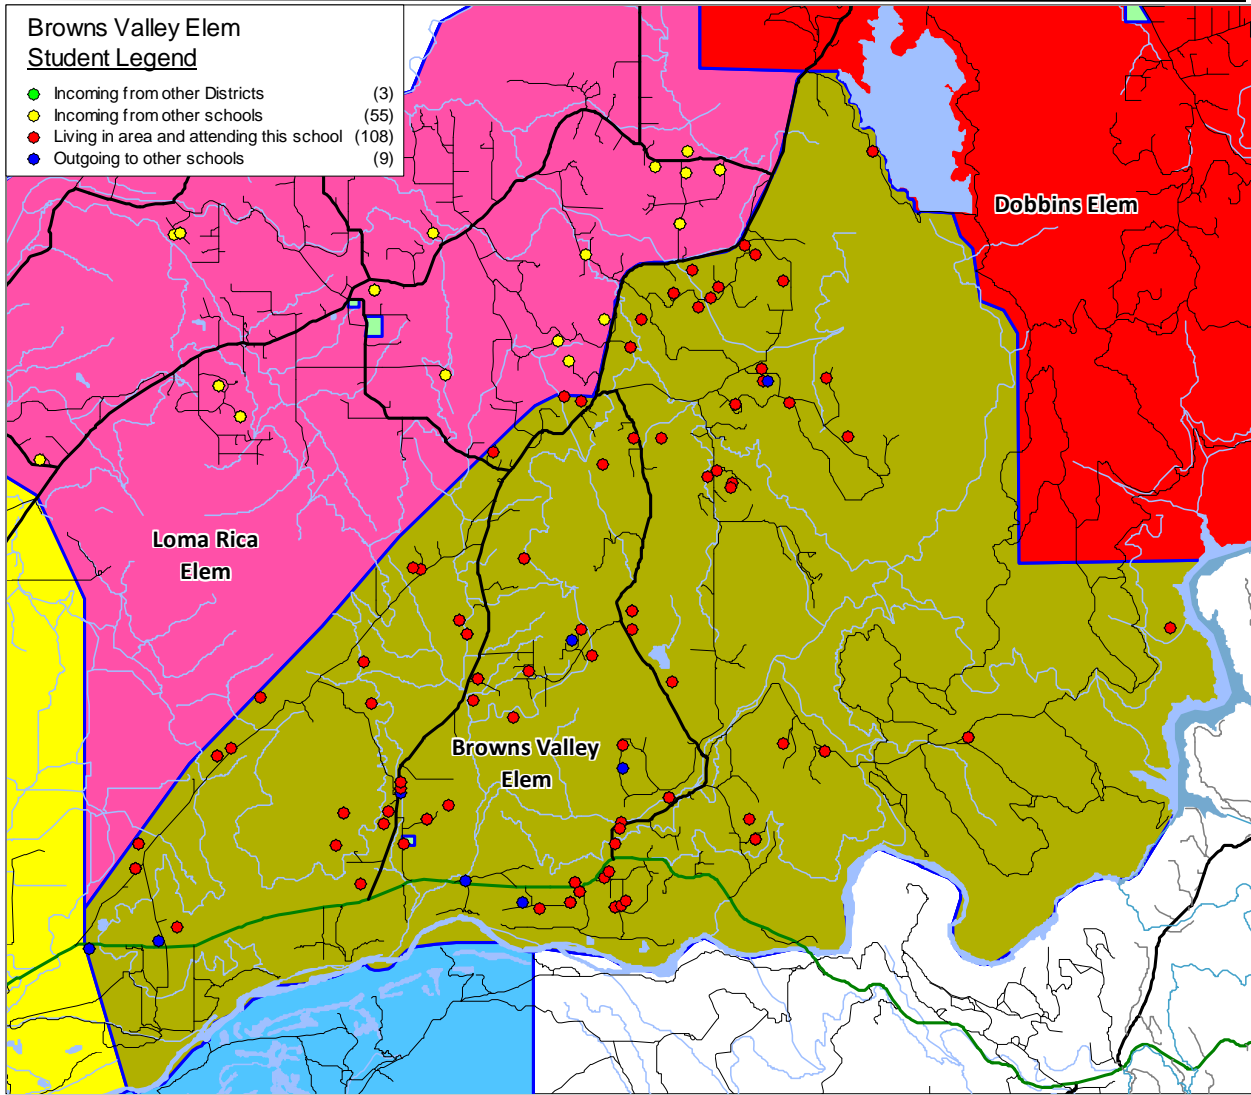 Browns Valley Elem
Student Legend
Incoming from other Districts (3)
Incoming from other schools (55)
Living in area and attending this school (108)
Outgoing to other schools (9)
Dobbins Elem
Loma Rica
Elem
Browns Valley
Elem